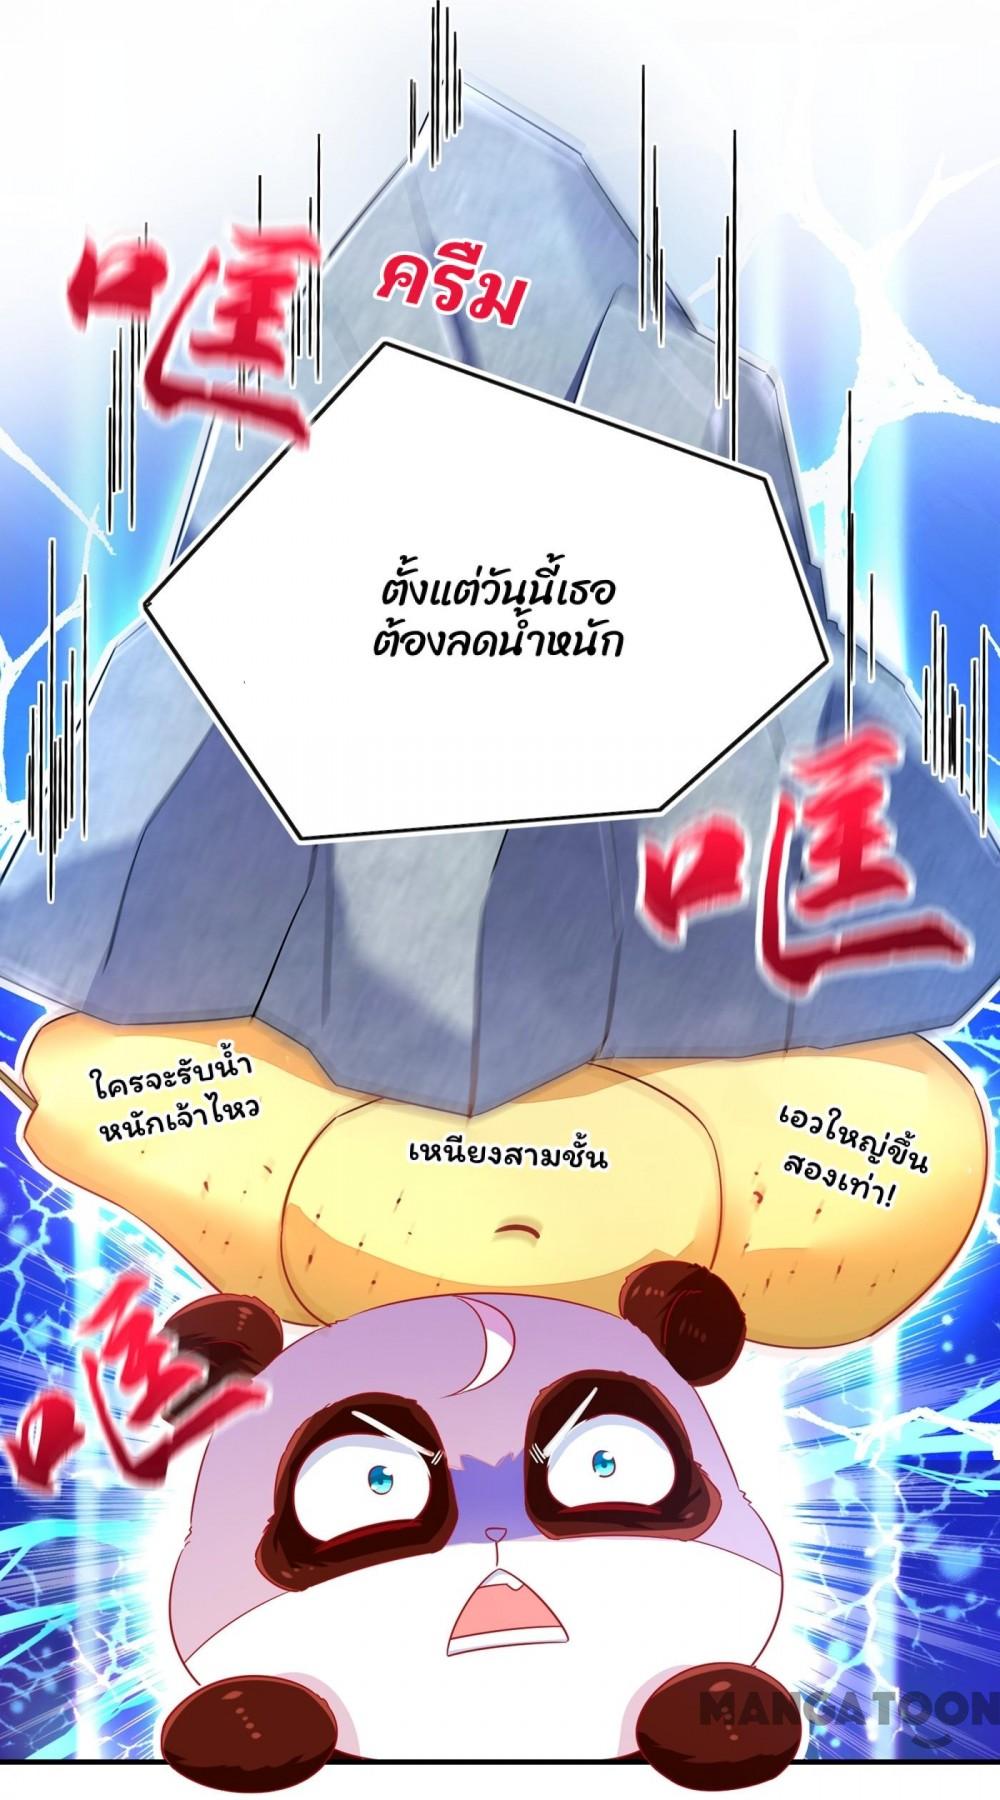 哐
ครืม
ตั้งแต่วันนี้เธอ
ต้องลดน้ำหนัก
哐
ใครจะรับน้ำ
หนักเจ้าไหว
เหนียงสามชั้น
เอวใหญ่ขึ้น
สองเท่า!
哐
MANGATOON